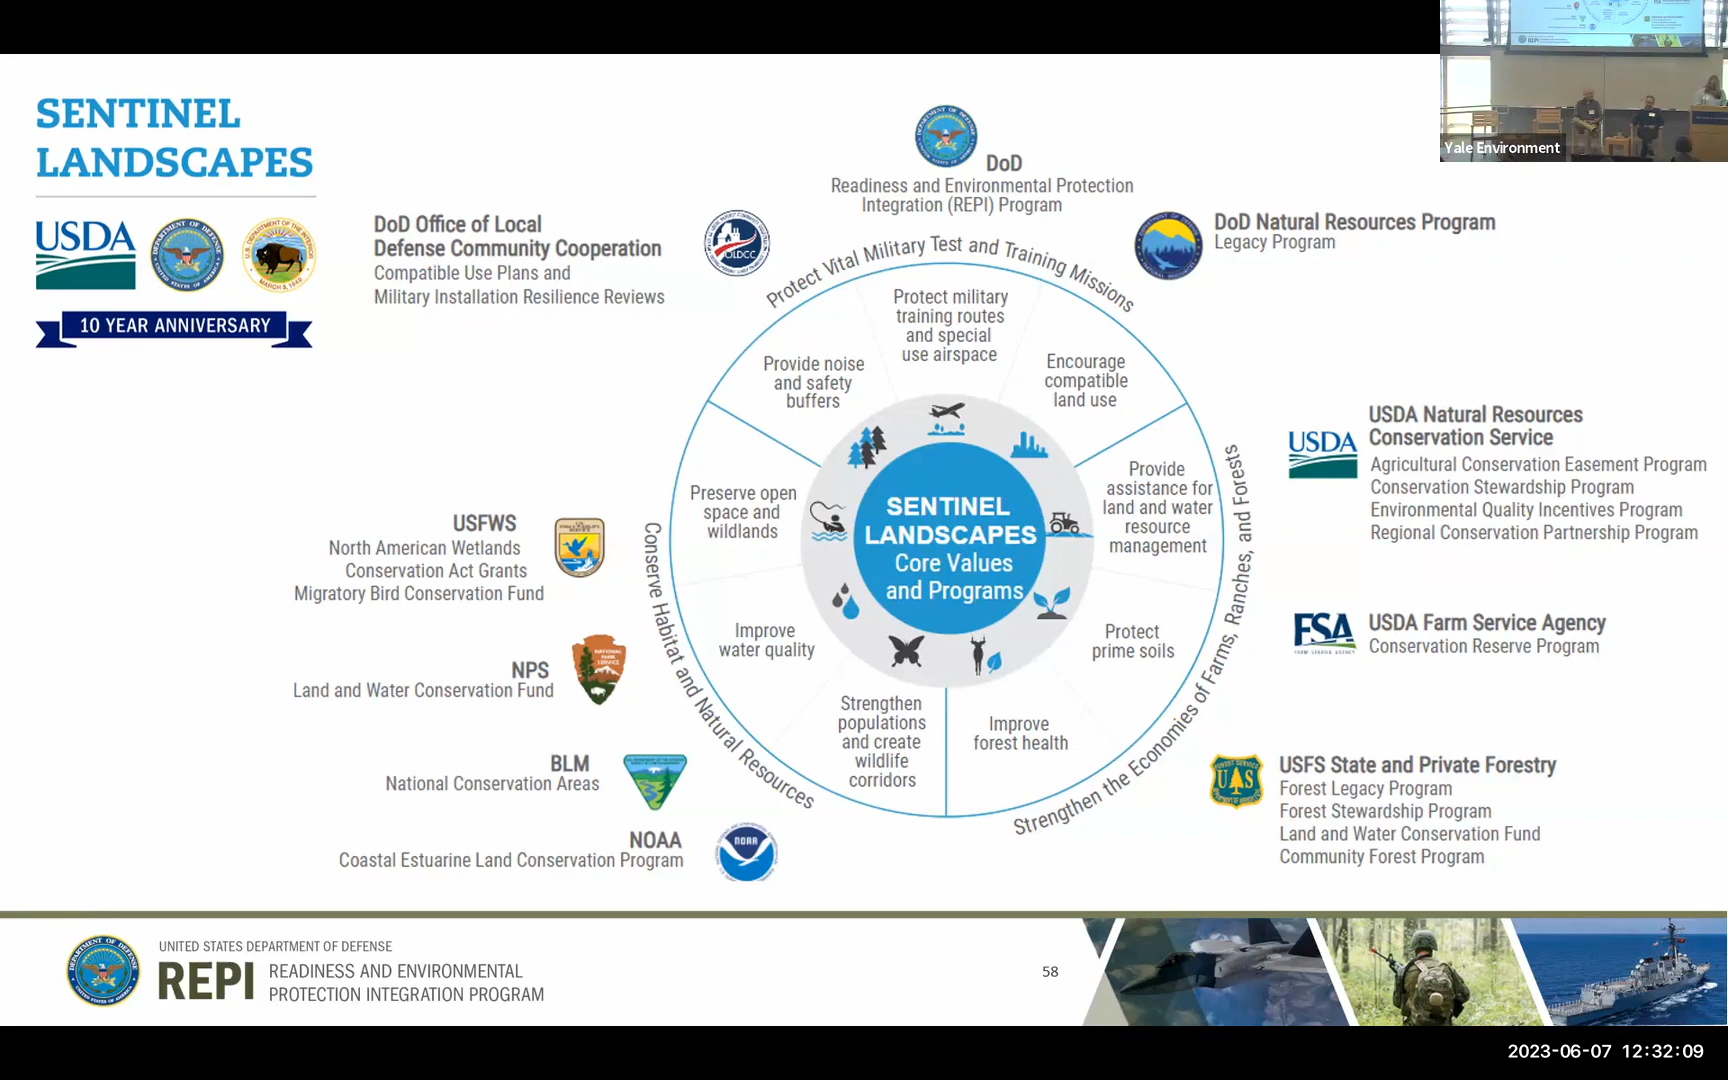 SENTINEL
LANDSCAPES
USDA
10 YEAR ANNIVERSARY
DoD
Readiness and Environmental Protection
Integration (REPI) Program
DoD Office of Local
Defense Community Cooperation
Compatible Use Plans and
Military Installation Resilience Reviews
OLDCC
DoD Natural Resources Program
Legacy Program
Protect Vital Military Test and Training Missions
Protect military
training routes
and special
use airspace
Provide noise
and safety
buffers
Encourage
compatible
land use
Preserve open
space and
wildlands
Provide
assistance for
land and water
resource
management
SENTINEL
LANDSCAPES
Core Values
and Programs
Improve
water quality
Protect
prime soils
Strengthen
populations
and create
wildlife
corridors
Improve
forest health
Conserve Habitat and Natural Resources
Strengthen the Economies of Farms, Ranches, and Forests
USDA
USDA Natural Resources
Conservation Service
Agricultural Conservation Easement Program
Conservation Stewardship Program
Environmental Quality Incentives Program
Regional Conservation Partnership Program
USFWS
North American Wetlands
Conservation Act Grants
Migratory Bird Conservation Fund
FSA
FARM SERVICE AGENCY
USDA Farm Service Agency
Conservation Reserve Program
NPS
Land and Water Conservation Fund
NATIONAL
PARK
SERVICE
BLM
National Conservation Areas
NOAA
Coastal Estuarine Land Conservation Program
NOAA
FOREST SERVICE
U S
USFS State and Private Forestry
Forest Legacy Program
Forest Stewardship Program
Land and Water Conservation Fund
Community Forest Program
UNITED STATES DEPARTMENT OF DEFENSE
REPI
READINESS AND ENVIRONMENTAL
PROTECTION INTEGRATION PROGRAM
58
Yale Environment
2023-06-07 12:32:09